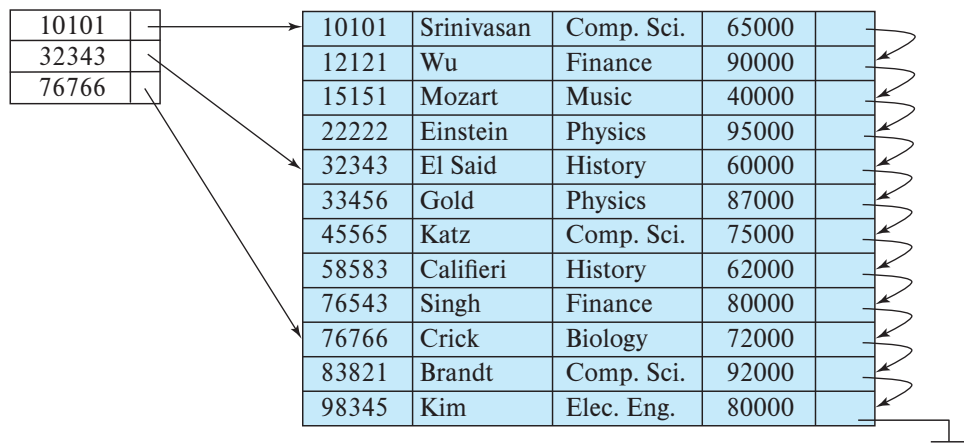 10101
32343
76766
10101 Srinivasan Comp. Sci. 65000
12121 Wu Finance 90000
15151 Mozart Music 40000
22222 Einstein Physics 95000
32343 El Said History 60000
33456 Gold Physics 87000
45565 Katz Comp. Sci. 75000
58583 Califieri History 62000
76543 Singh Finance 80000
76766 Crick Biology 72000
83821 Brandt Comp. Sci. 92000
98345 Kim Elec. Eng. 80000